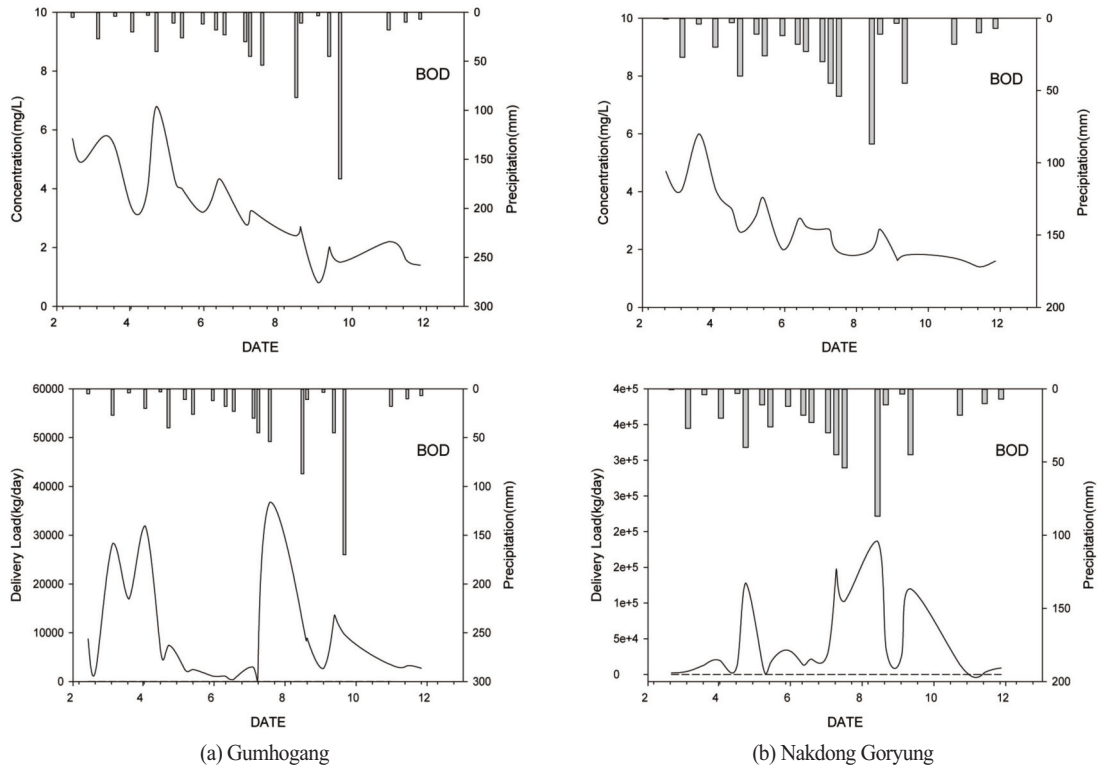 10
8
6
4
2
0
Concentration(mg/L)
2
4
6
8
10
12
DATE
0
50
100
150
200
250
300
Precipitation(mm)
BOD
10
8
6
4
2
0
Concentration(mg/L)
2
4
6
8
10
12
DATE
0
50
100
150
200
Precipitation(mm)
BOD
60000
50000
40000
30000
20000
10000
0
Delivery Load(kg/day)
2
4
6
8
10
12
DATE
0
50
100
150
200
250
300
Precipitation(mm)
BOD
4e+5
4e+5
3e+5
3e+5
2e+5
2e+5
1e+5
5e+4
0
Delivery Load(kg/day)
2
4
6
8
10
12
DATE
0
50
100
150
200
Precipitation(mm)
BOD
(a) Gumhogang
(b) Nakdong Goryung